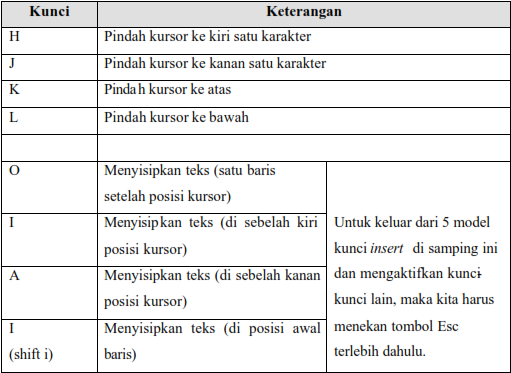 Kunci Keterangan
H Pindah kursor ke kiri satu karakter
J Pindah kursor ke kanan satu karakter
K Pindah kursor ke atas
L Pindah kursor ke bawah
O Menyisipkan teks (satu baris
setelah posisi kursor)
I Menyisipkan teks (di sebelah kiri
posisi kursor)
A Menyisipkan teks (di sebelah kanan
posisi kursor)
I Menyisipkan teks (di posisi awal
(shift i) baris)
Untuk keluar dari 5 model
kunci insert di samping ini
dan mengaktifkan kunci-
kunci lain, maka kita harus
menekan tombol Esc
terlebih dahulu.